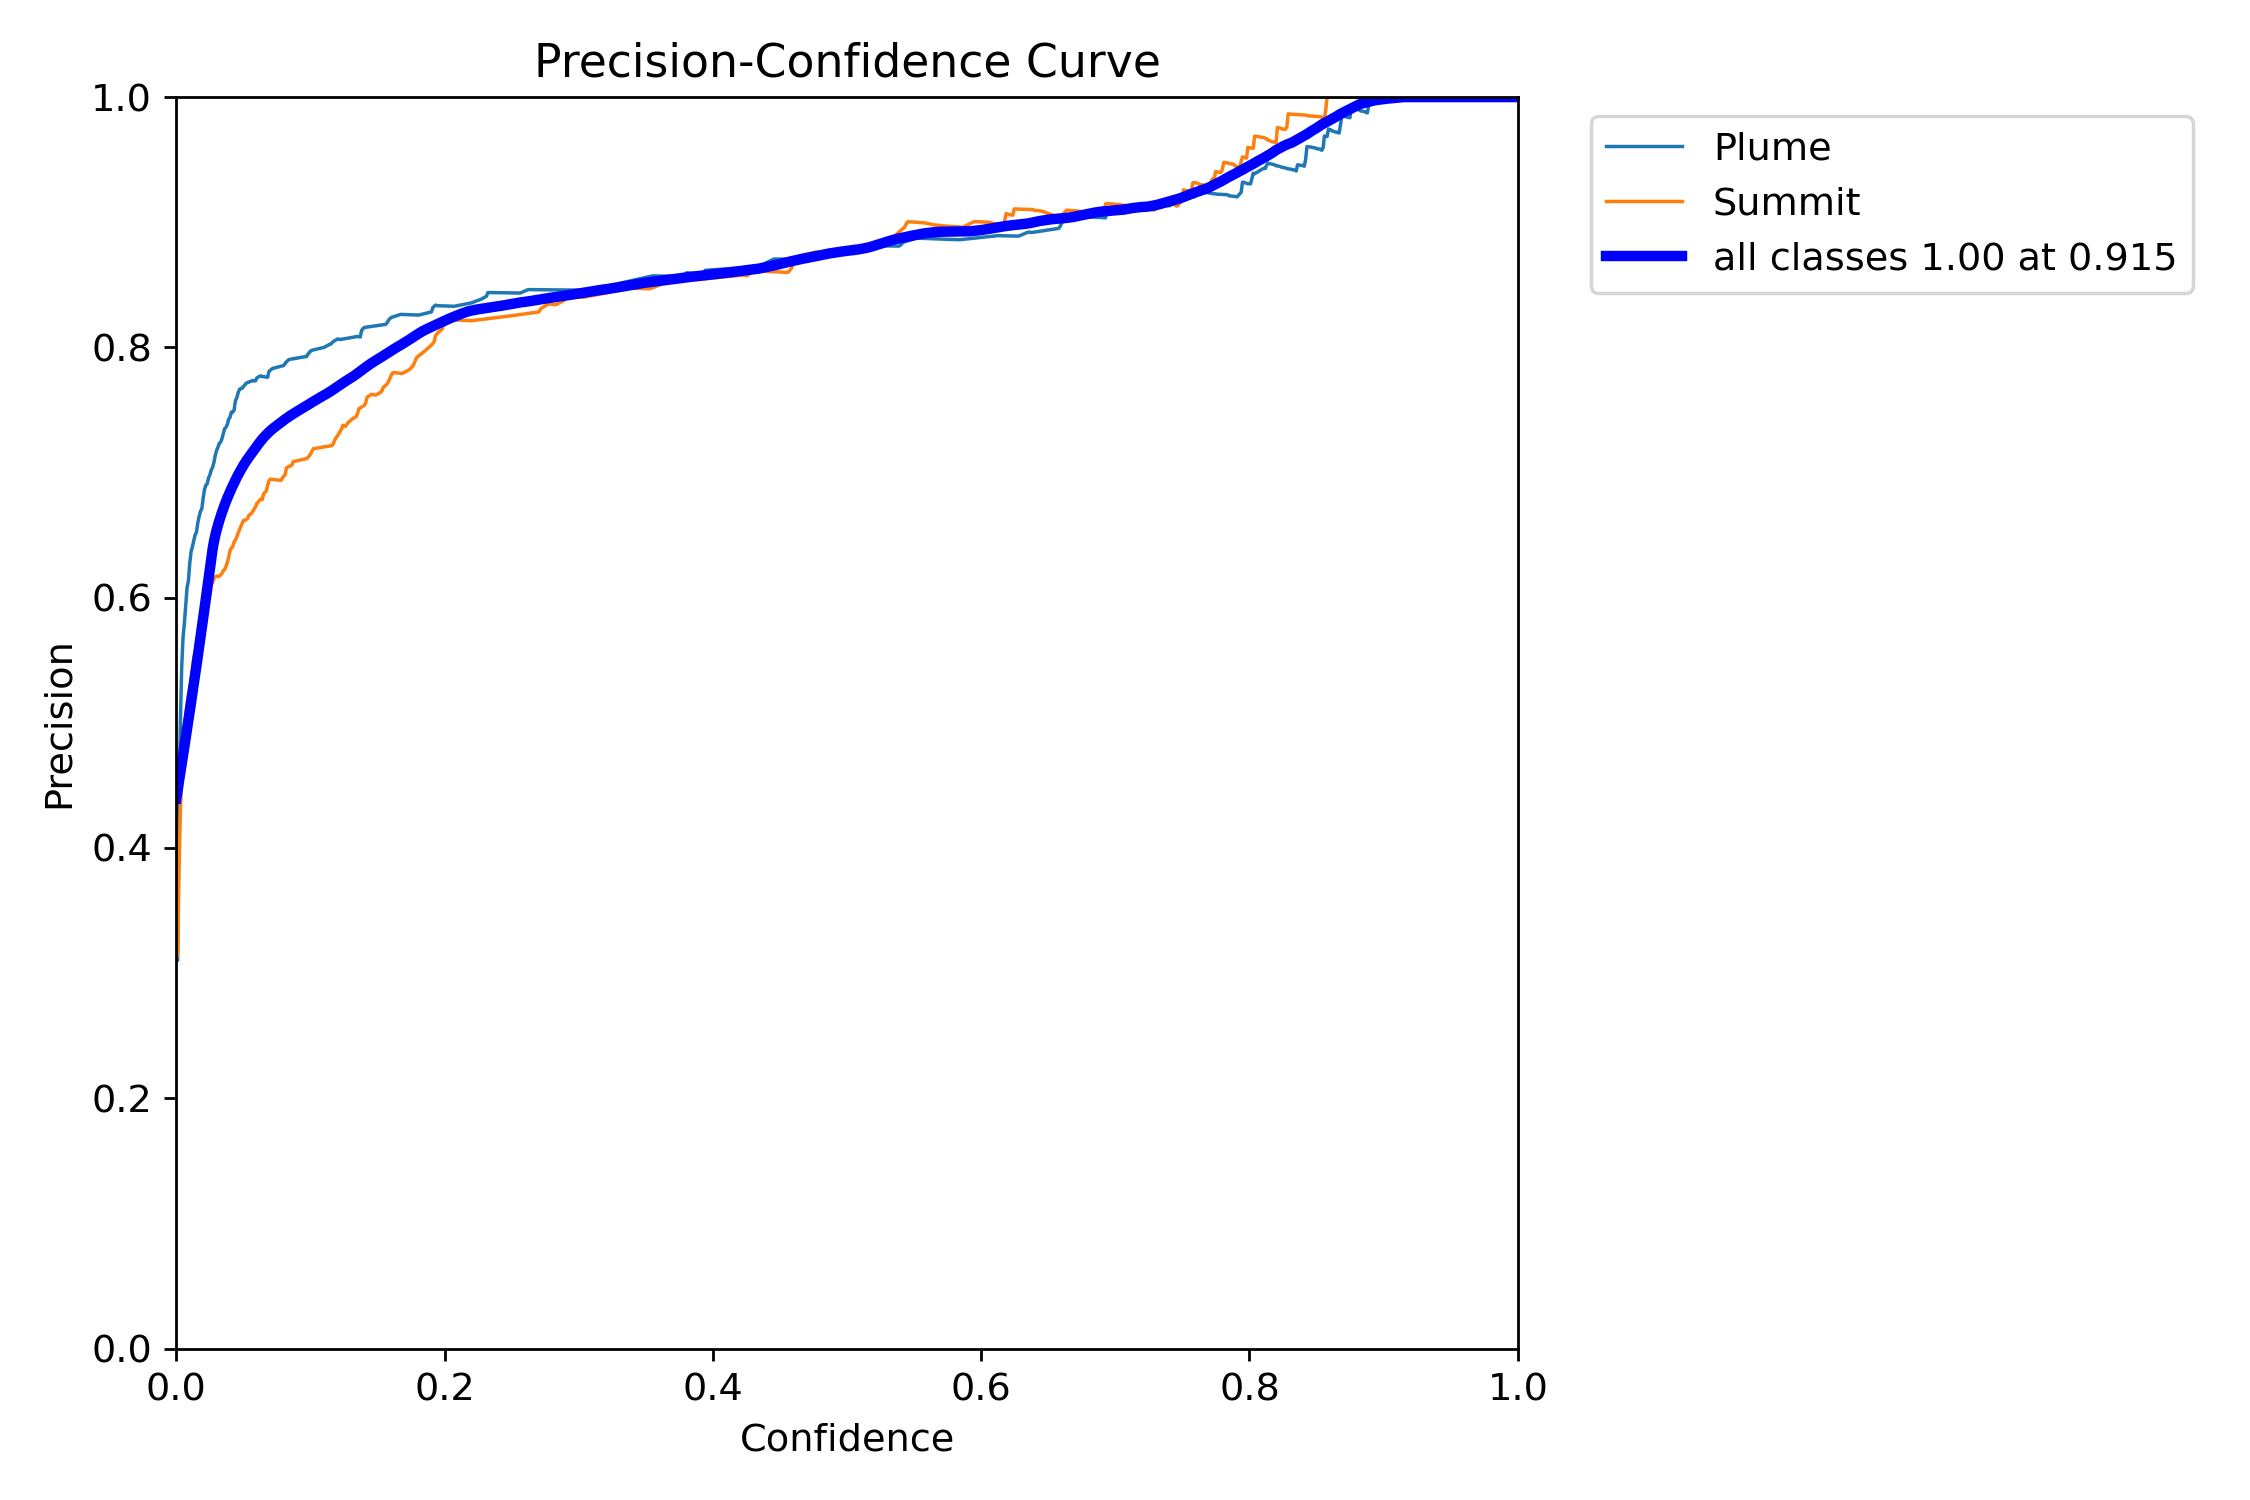 Precision-Confidence Curve
1.0
0.8
0.6
0.4
0.2
0.0
Precision
0.0 0.2 0.4 0.6 0.8 1.0
Confidence
Plume
Summit
all classes 1.00 at 0.915